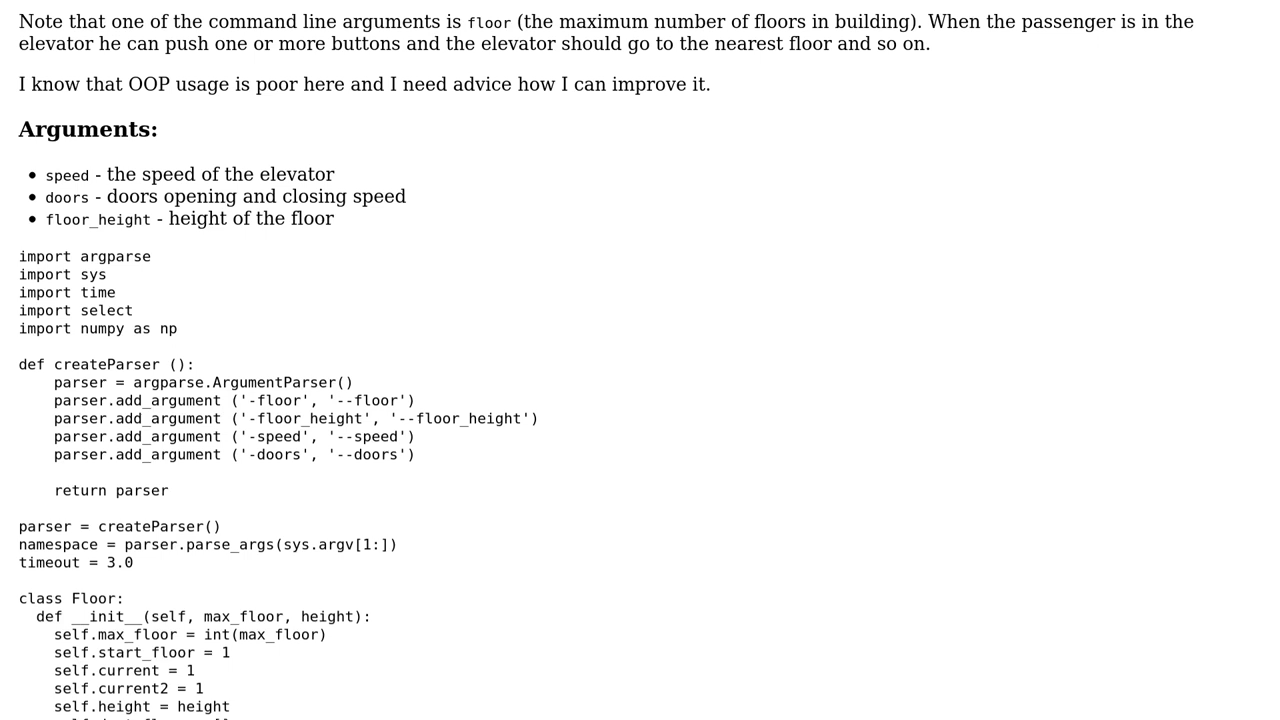 Note that one of the command line arguments is floor (the maximum number of floors in building). When the passenger is in the
elevator he can push one or more buttons and the elevator should go to the nearest floor and so on.
I know that OOP usage is poor here and I need advice how I can improve it.
Arguments:
speed - the speed of the elevator
doors - doors opening and closing speed
floor_height - height of the floor
import argparse
import sys
import time
import select
import numpy as np
def createParser ():
    parser = argparse.ArgumentParser()
    parser.add_argument ('-floor', '--floor')
    parser.add_argument ('-floor_height', '--floor_height')
    parser.add_argument ('-speed', '--speed')
    parser.add_argument ('-doors', '--doors')
    return parser
parser = createParser()
namespace = parser.parse_args(sys.argv[1:])
timeout = 3.0
class Floor:
  def __init__(self, max_floor, height):
    self.max_floor = int(max_floor)
    self.start_floor = 1
    self.current = 1
    self.current2 = 1
    self.height = height